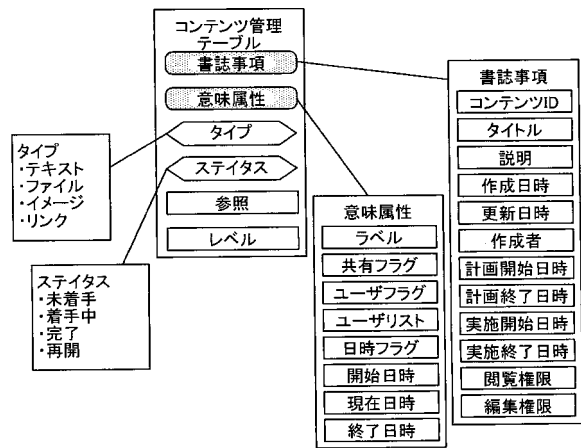 コンテンツ管理
テーブル
書誌事項
意味属性
タイプ
ステイタス
参照
レベル
タイプ
・テキスト
・ファイル
・イメージ
・リンク
ステイタス
・未着手
・着手中
・完了
・再開
意味属性
ラベル
共有フラグ
ユーザフラグ
ユーザリスト
日時フラグ
開始日時
現在日時
終了日時
書誌事項
コンテンツID
タイトル
説明
作成日時
更新日時
作成者
計画開始日時
計画終了日時
実施開始日時
実施終了日時
閲覧権限
編集権限